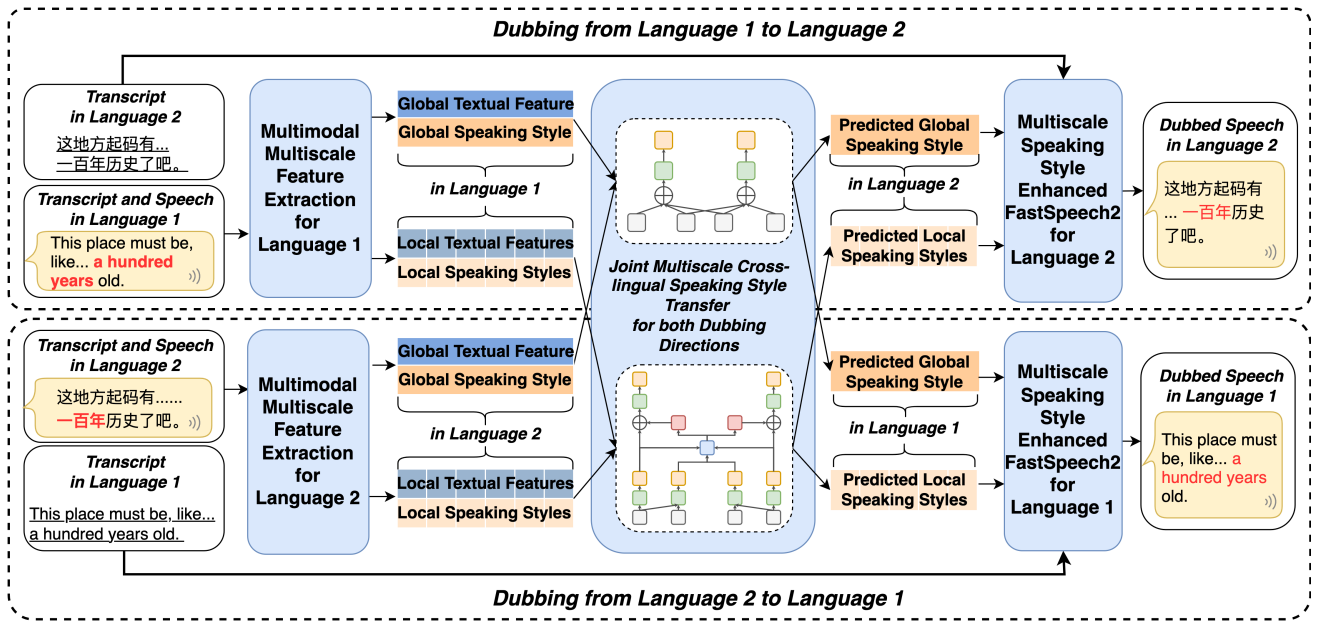 Dubbing from Language 1 to Language 2
Transcript
in Language 2
这地方起码有...
一百年历史了吧。
Transcript and Speech
in Language 1
This place must be,
like... a hundred
years old.
Multimodal
Multiscale
Feature
Extraction
for
Language 1
Global Textual Feature
Global Speaking Style
in Language 1
Local Textual Features
Local Speaking Styles
Joint Multiscale Cross-
lingual Speaking Style
Transfer
for both Dubbing
Directions
Predicted Global
Speaking Style
in Language 2
Predicted Local
Speaking Styles
Multiscale
Speaking
Style
Enhanced
FastSpeech2
for
Language 2
Dubbed Speech
in Language 2
这地方起码有
... 一百年历史
了吧。
Transcript and Speech
in Language 2
这地方起码有......
一百年历史了吧。
Transcript
in Language 1
This place must be, like...
a hundred years old.
Multimodal
Multiscale
Feature
Extraction
for
Language 2
Global Textual Feature
Global Speaking Style
in Language 2
Local Textual Features
Local Speaking Styles
Predicted Global
Speaking Style
in Language 1
Predicted Local
Speaking Styles
Multiscale
Speaking
Style
Enhanced
FastSpeech2
for
Language 1
Dubbed Speech
in Language 1
This place must
be, like... a
hundred years
old.
Dubbing from Language 2 to Language 1